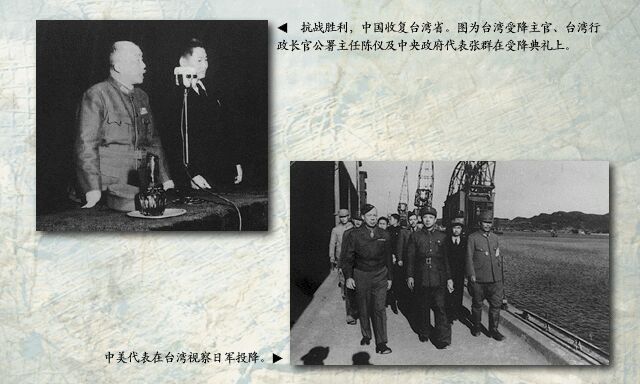 ◀ 抗战胜利，中国收复台湾省。图为台湾受降主官、台湾行
政长官公署主任陈仪及中央政府代表张群在受降典礼上。
中美代表在台湾视察日军投降。▶